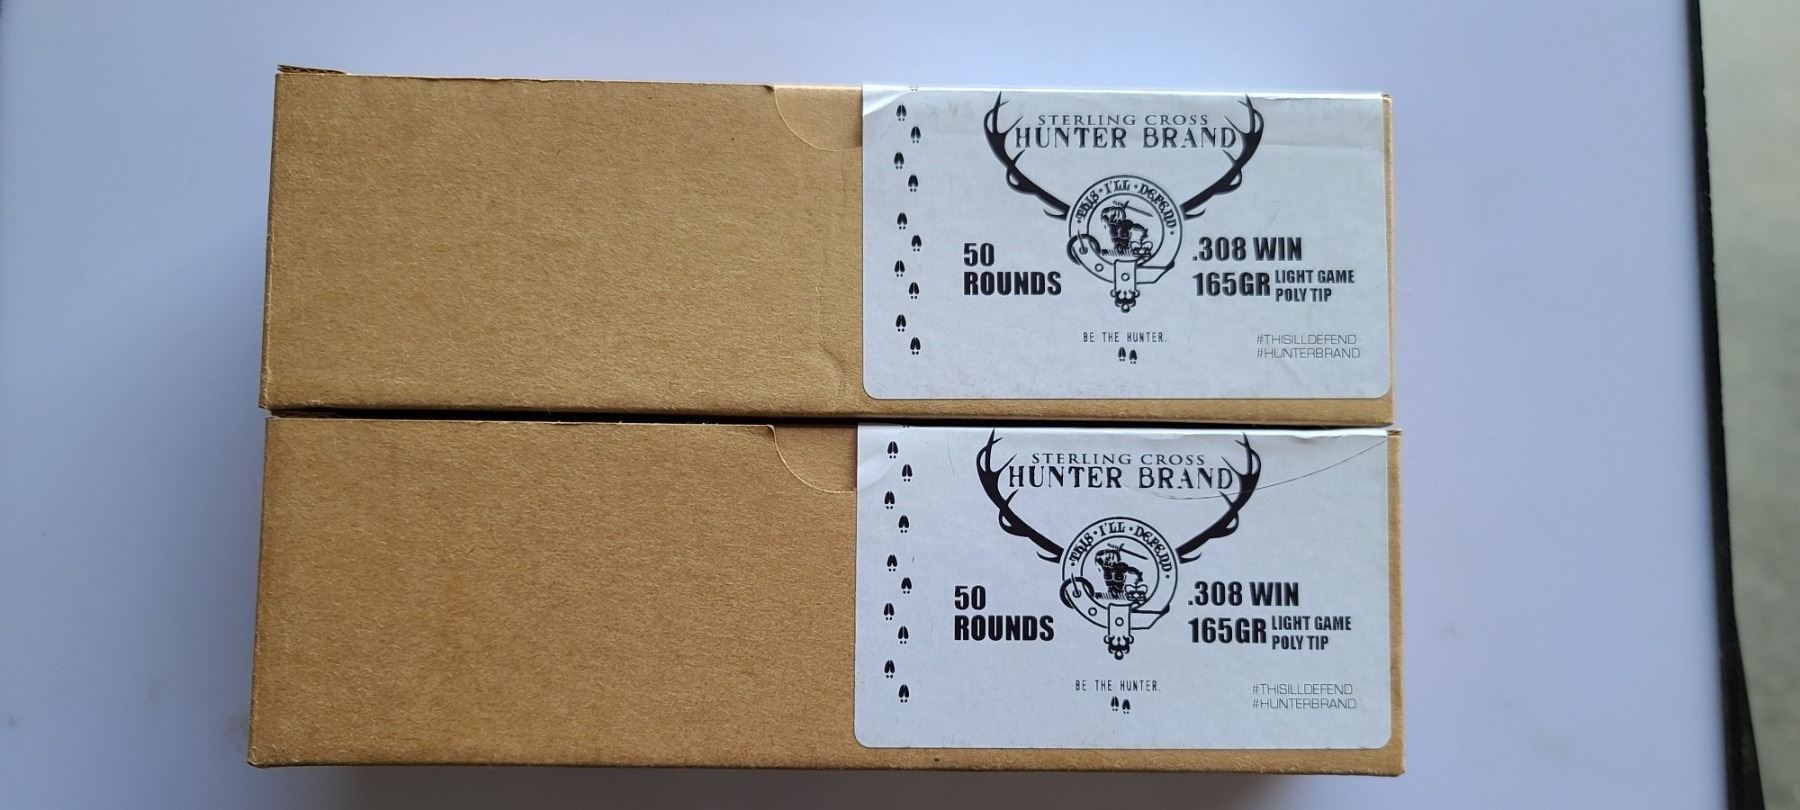 STERLING CROSS
HUNTER BRAND
THIS · I'LL · DEFEND
50
ROUNDS
.308 WIN
165GR LIGHT GAME
POLY TIP
BE THE HUNTER.
#THISILLDEFEND
#HUNTERBRAND
STERLING CROSS
HUNTER BRAND
THIS · I'LL · DEFEND
50
ROUNDS
.308 WIN
165GR LIGHT GAME
POLY TIP
BE THE HUNTER.
#THISILLDEFEND
#HUNTERBRAND